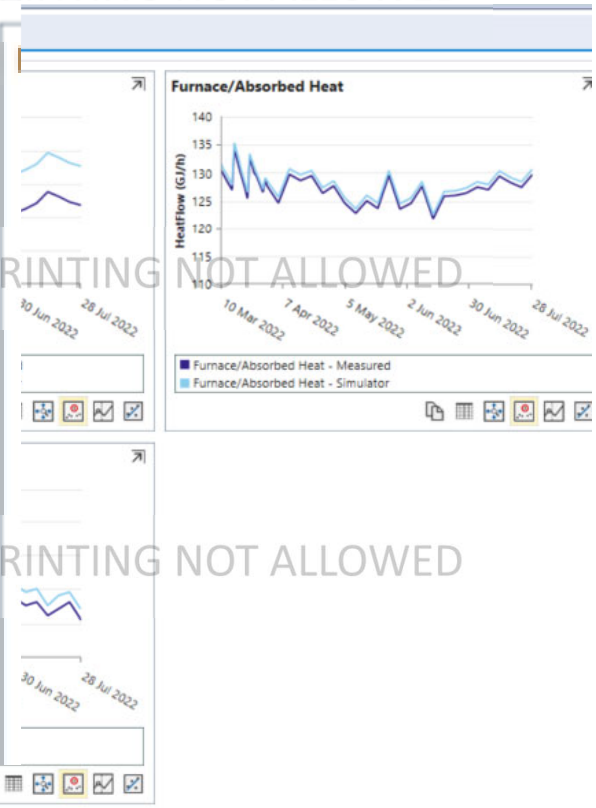 Furnace/Absorbed Heat
140
135
130
125
120
115
110
HeatFlow (GJ/h)
10 Mar 2022
7 Apr 2022
5 May 2022
2 Jun 2022
30 Jun 2022
28 Jul 2022
Furnace/Absorbed Heat - Measured
Furnace/Absorbed Heat - Simulator
30 Jun 2022
28 Jul 2022
RINTING NOT ALLOWED
30 Jun 2022
28 Jul 2022
RINTING NOT ALLOWED